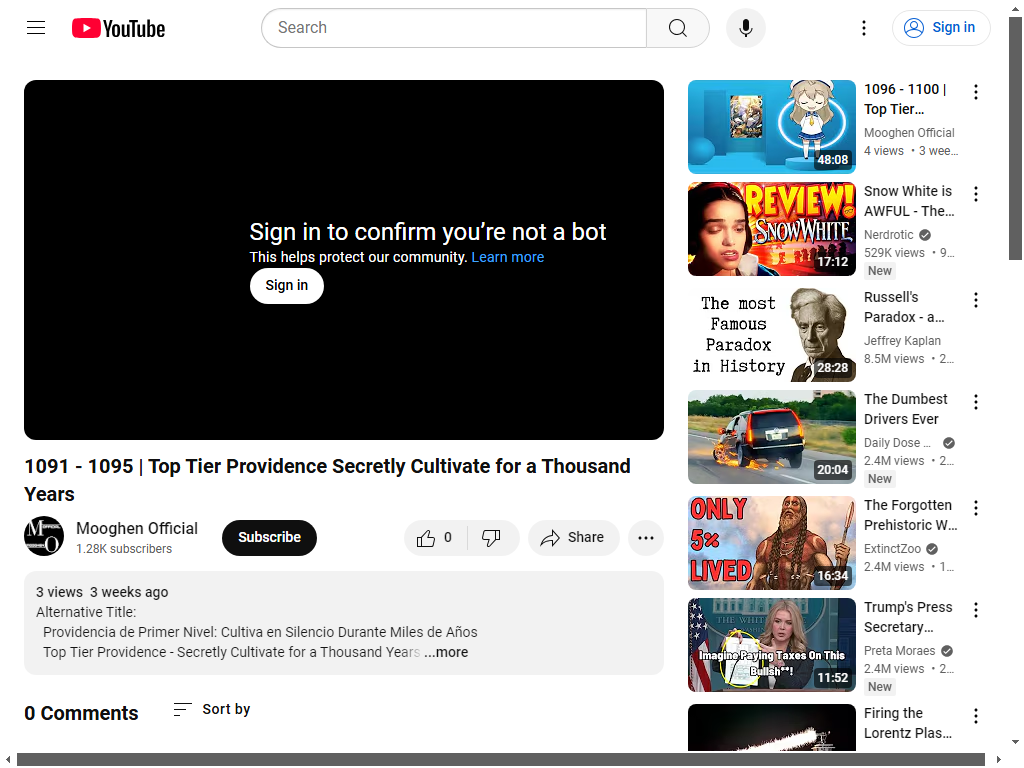 YouTube
Search
Sign in
Sign in to confirm you're not a bot
This helps protect our community. Learn more
Sign in
1091 - 1095 | Top Tier Providence Secretly Cultivate for a Thousand
Years
Mooghen Official
1.28K subscribers
Subscribe
0
Share
3 views 3 weeks ago
Alternative Title:
Providencia de Primer Nivel: Cultiva en Silencio Durante Miles de Años
Top Tier Providence - Secretly Cultivate for a Thousand Years ...more
0 Comments
Sort by
48:08
1096 - 1100 |
Top Tier…
Mooghen Official
4 views • 3 wee…
REVIEW!
SNOW WHITE
17:12
Snow White is
AWFUL - The…
Nerdrotic
529K views • 9…
New
The most
Famous
Paradox
in History
28:28
Russell's
Paradox - a…
Jeffrey Kaplan
8.5M views • 2…
20:04
The Dumbest
Drivers Ever
Daily Dose …
2.4M views • 2…
New
ONLY
5%
LIVED
16:34
The Forgotten
Prehistoric W…
ExtinctZoo
2.4M views • 1…
THE WHITE
Imagine Paying Taxes On This
Bullsh**!
11:52
Trump's Press
Secretary…
Preta Moraes
2.4M views • 2…
New
Firing the
Lorentz Plas…